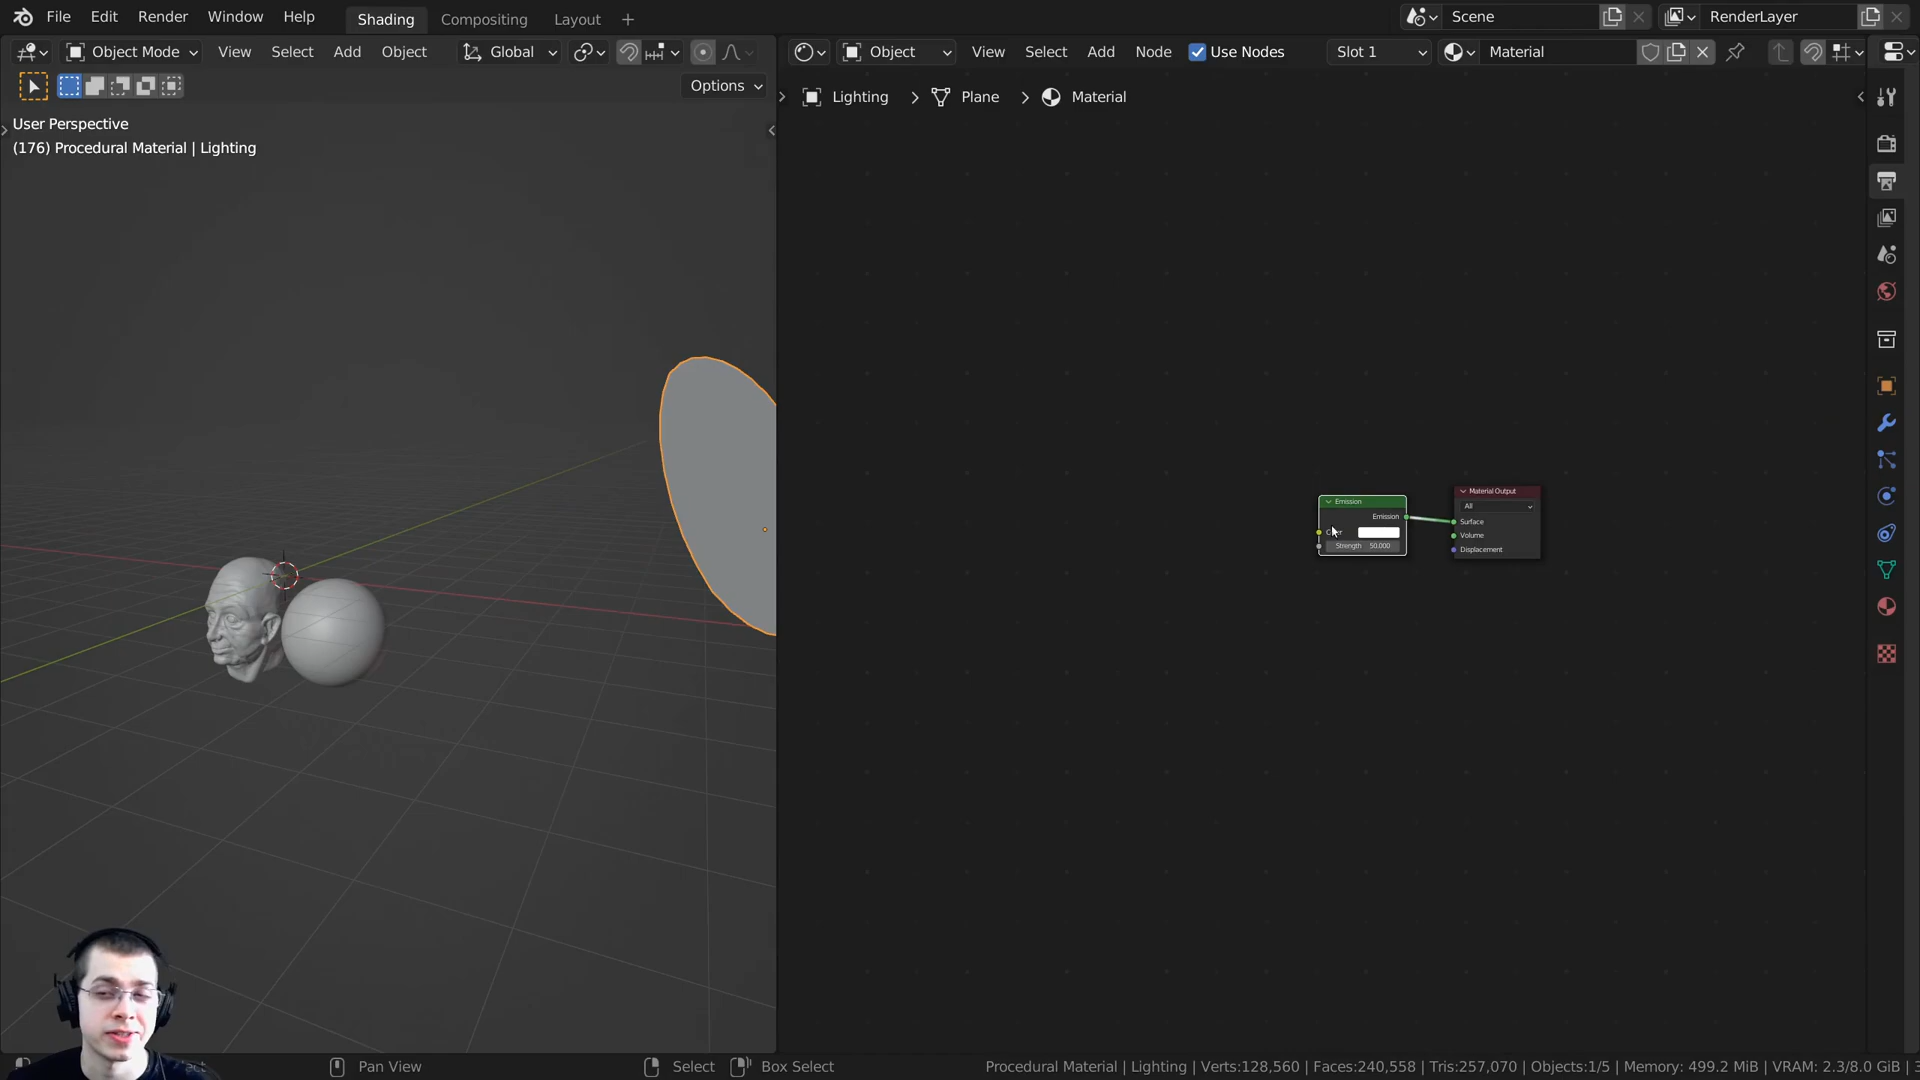 File Edit Render Window Help Shading Compositing Layout Scene RenderLayer
Object Mode View Select Add Object Global Object View Select Add Node Use Nodes Slot 1 Material
Options
Lighting Plane Material
User Perspective
(176) Procedural Material | Lighting
Emission
Emission
Strength 50.000
Material Output
All
Surface
Volume
Displacement
Pan View Select Box Select Procedural Material | Lighting | Verts:128,560 | Faces:240,558 | Tris:257,070 | Objects:1/5 | Memory: 499.2 MiB | VRAM: 2.3/8.0 GiB |